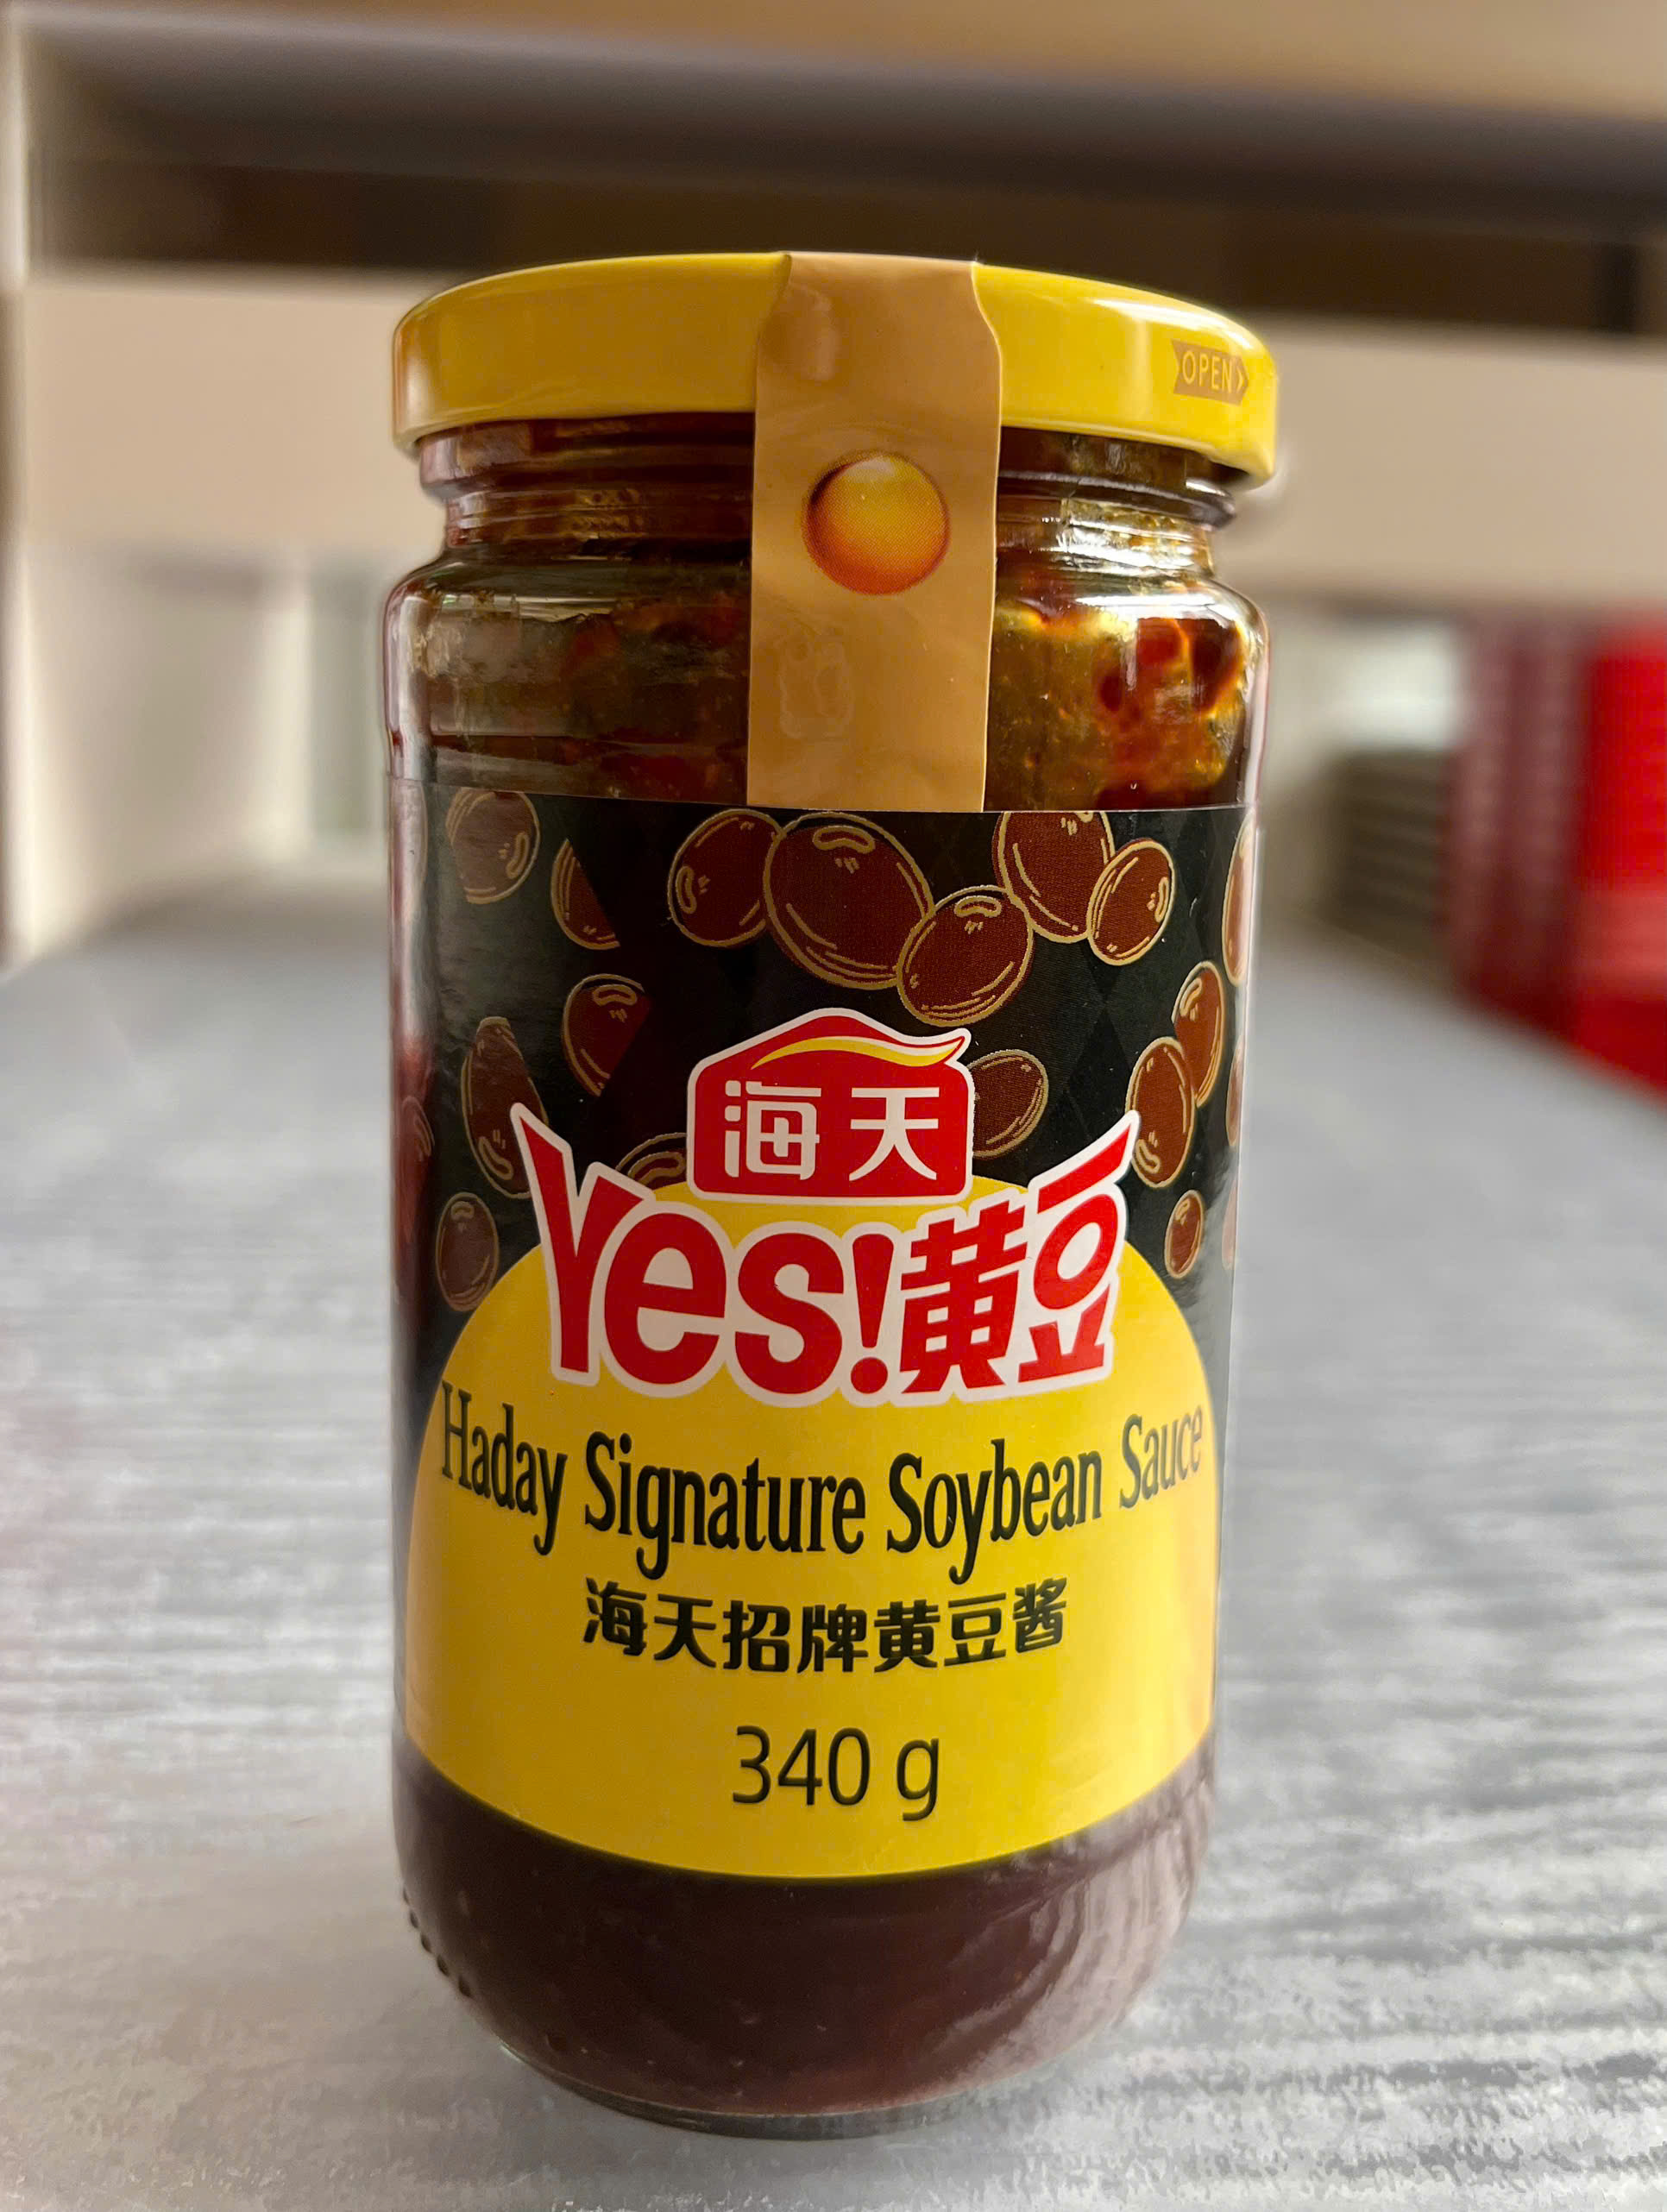 OPEN
海天
Yes!黄豆
Haday Signature Soybean Sauce
海天招牌黄豆酱
340 g